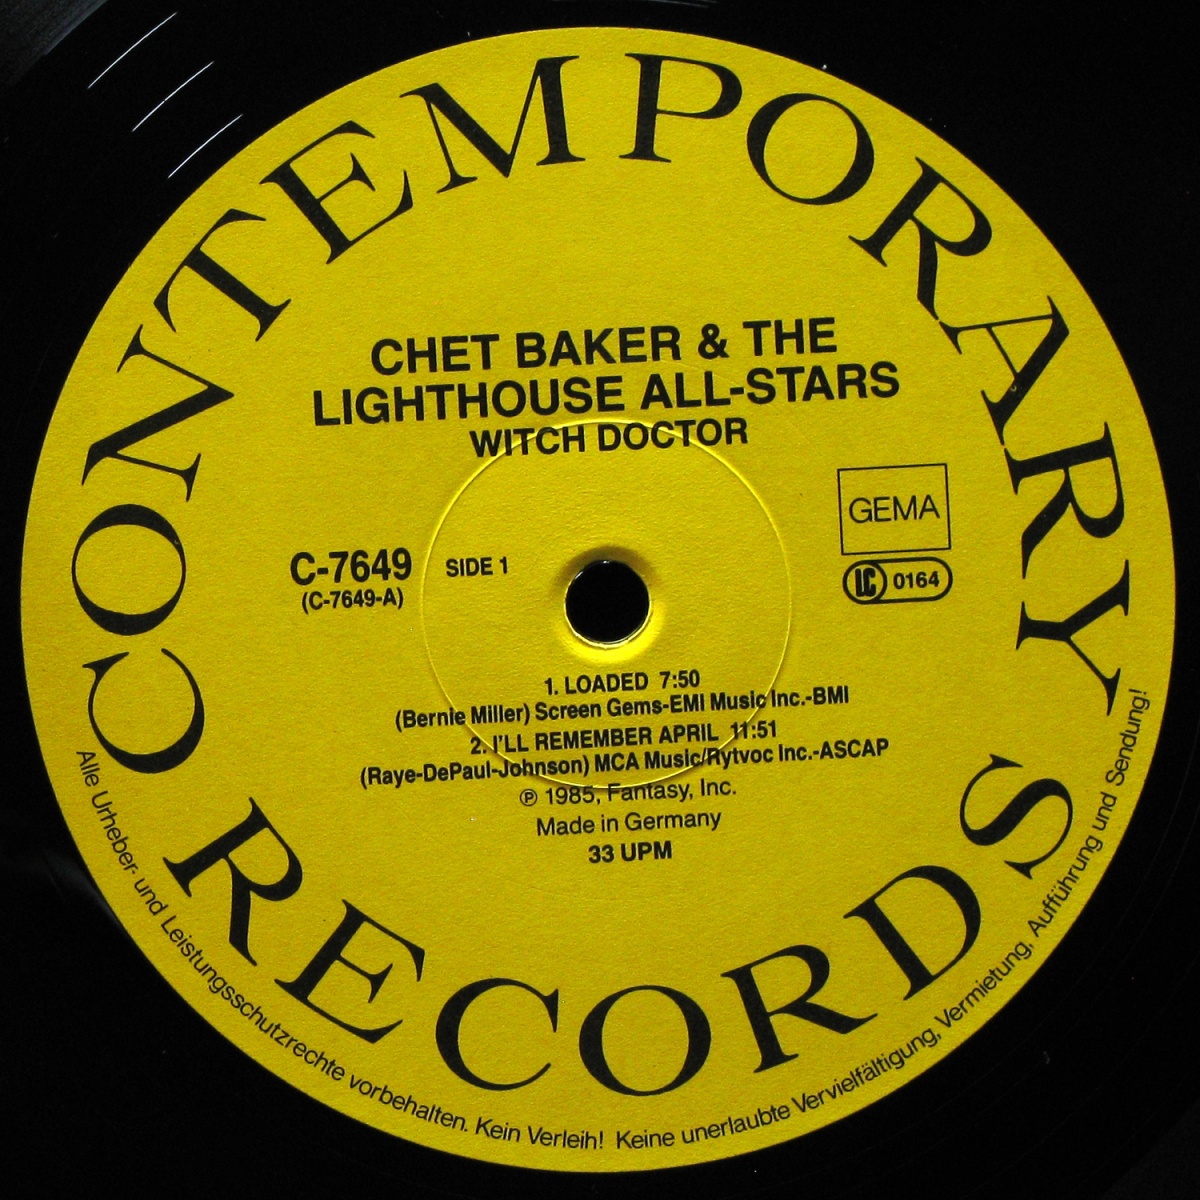 CONTEMPORARY RECORDS
CHET BAKER & THE
LIGHTHOUSE ALL-STARS
WITCH DOCTOR
GEMA
C-7649
SIDE 1
(C-7649-A)
LC 0164
1. LOADED 7:50
(Bernie Miller) Screen Gems-EMI Music Inc.-BMI
2. I'LL REMEMBER APRIL 11:51
(Raye-DePaul-Johnson) MCA Music/Rytvoc Inc.-ASCAP
℗ 1985, Fantasy, Inc.
Made in Germany
33 UPM
Alle Urheber- und Leistungsschutzrechte vorbehalten. Kein Verleih! Keine unerlaubte Vervielfältigung, Vermietung, Aufführung und Sendung!